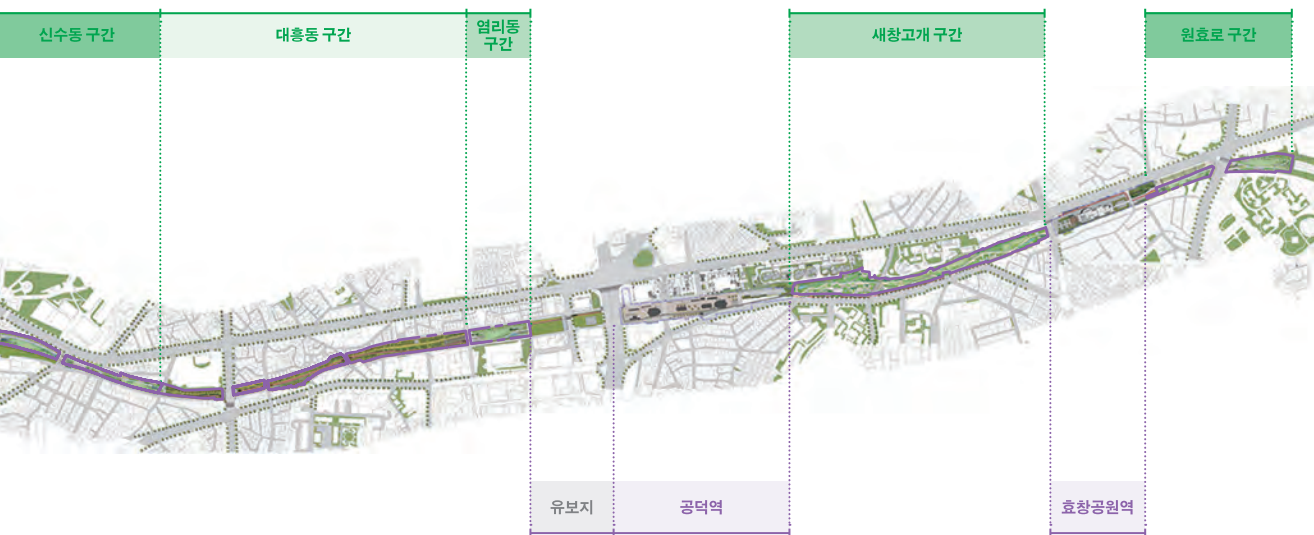 신수동 구간
대흥동 구간
염리동
구간
새창고개 구간
원효로 구간
유보지
공덕역
효창공원역